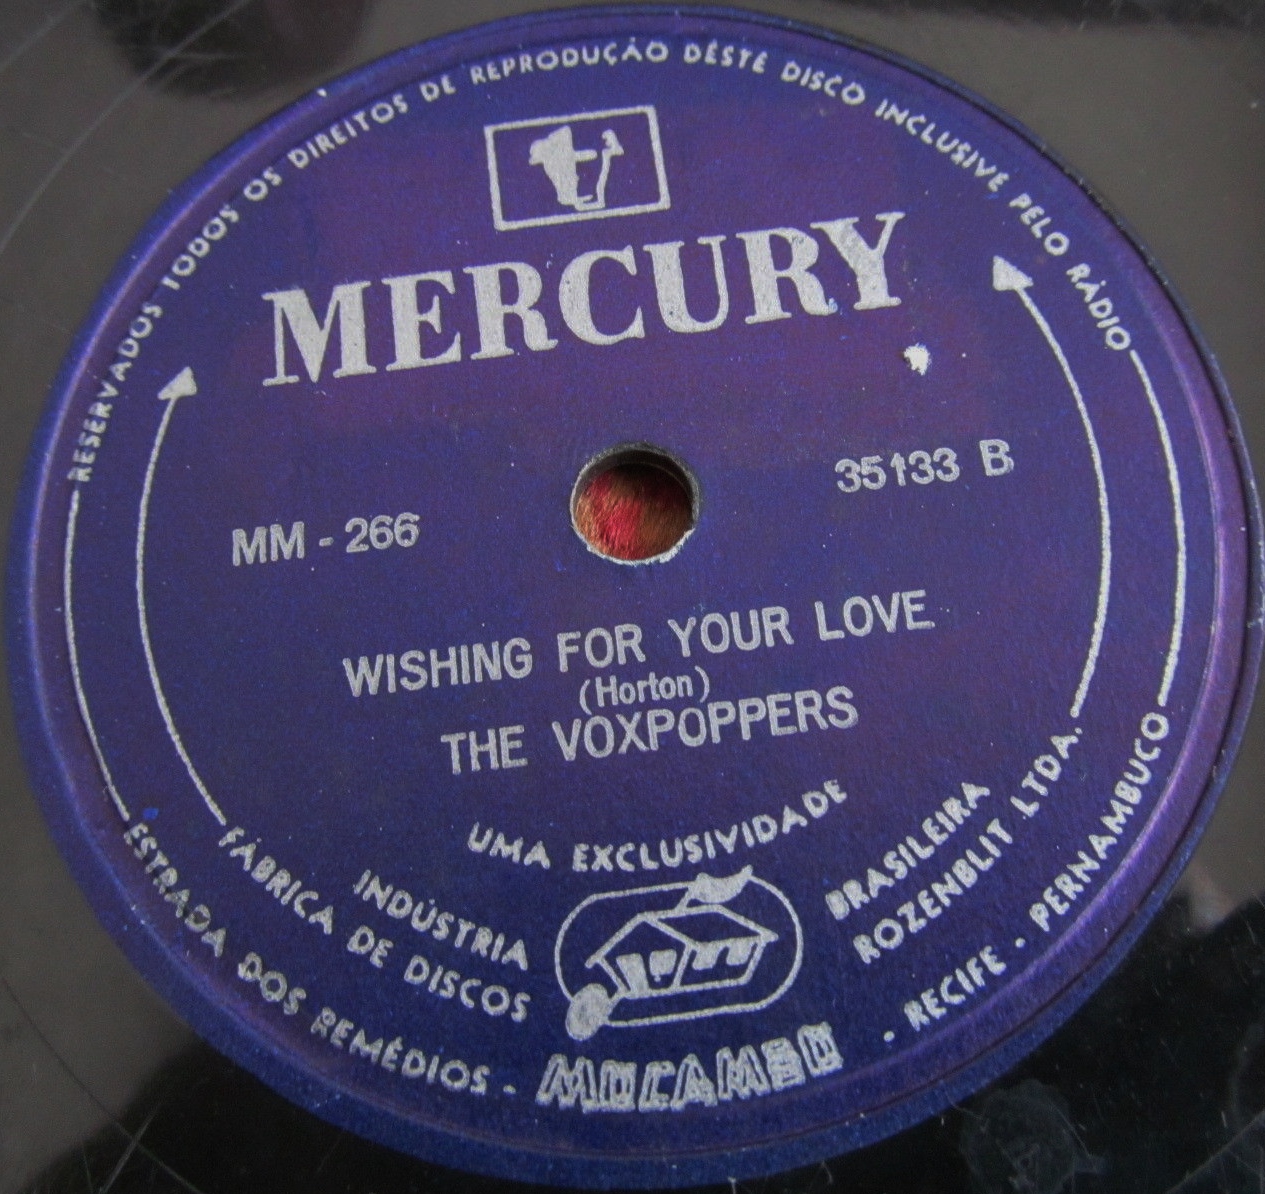 RESERVADOS TODOS OS DIREITOS DE REPRODUÇÃO DÊSTE DISCO INCLUSIVE PELO RÁDIO
MERCURY
35133 B
MM - 266
WISHING FOR YOUR LOVE
(Horton)
THE VOXPOPPERS
UMA EXCLUSIVIDADE
INDÚSTRIA BRASILEIRA
FÁBRICA DE DISCOS ROZENBLIT LTDA.
ESTRADA DOS REMÉDIOS - MOCAMBO - RECIFE - PERNAMBUCO